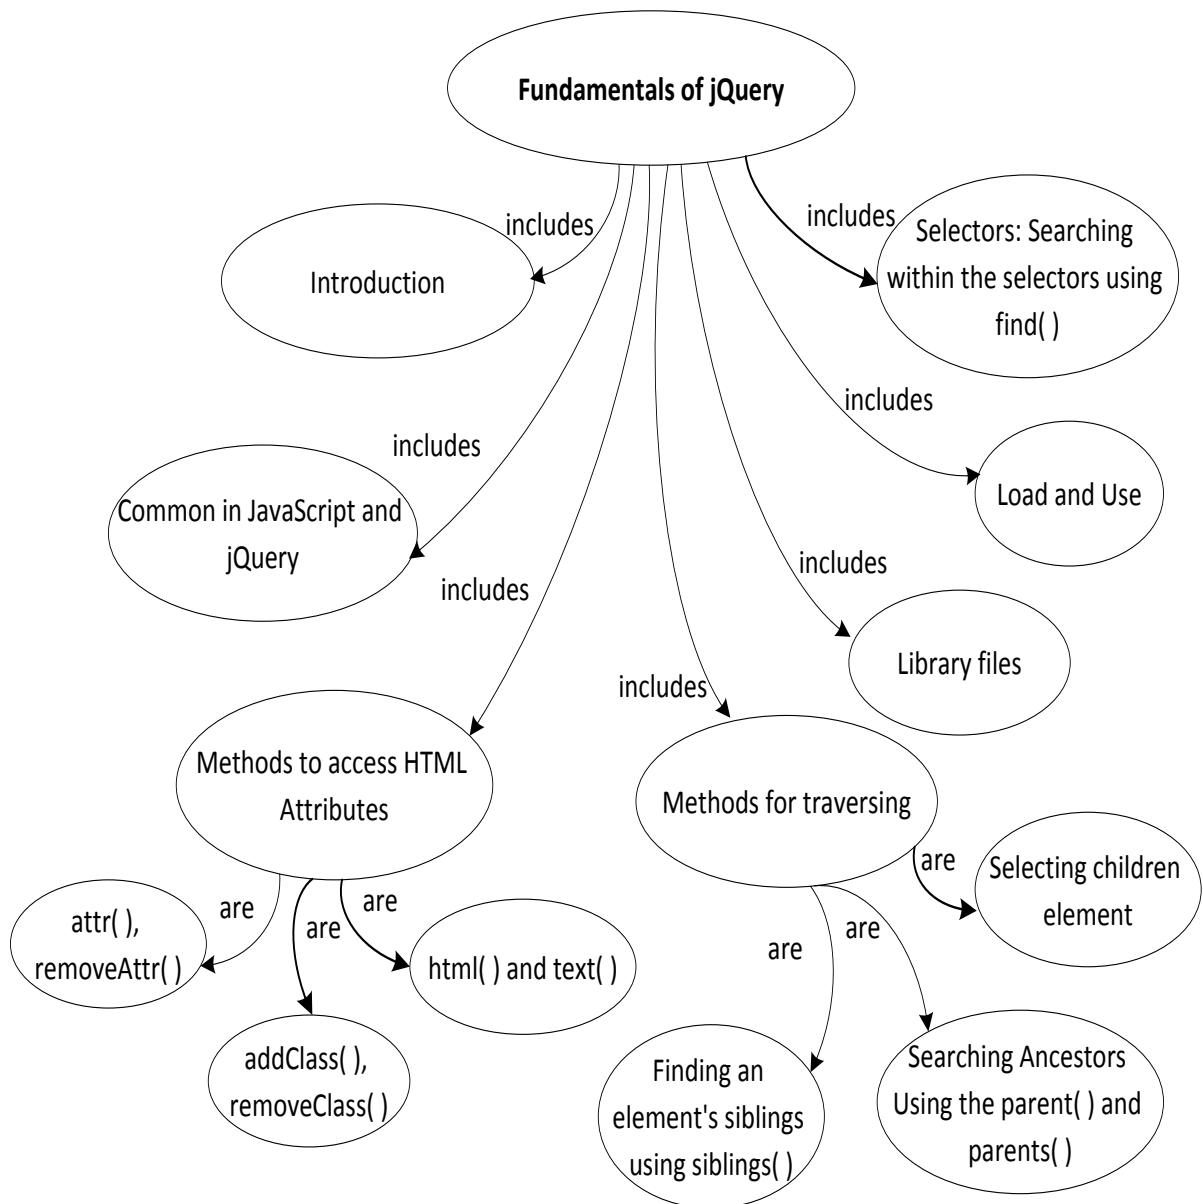 Fundamentals of jQuery
includes
includes
Selectors: Searching
within the selectors using
find( )
Introduction
includes
Load and Use
includes
Common in JavaScript and
jQuery
includes
includes
Library files
includes
Methods to access HTML
Attributes
Methods for traversing
are
Selecting children
element
are
attr( ),
removeAttr( )
are
addClass( ),
removeClass( )
are
html( ) and text( )
are
Finding an
element's siblings
using siblings( )
are
Searching Ancestors
Using the parent( ) and
parents( )